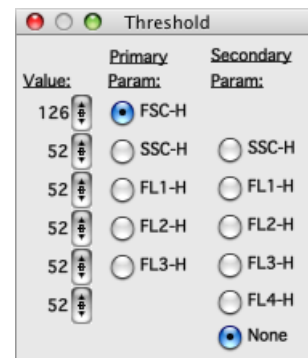 Threshold
Primary Secondary
Value: Param: Param:
126 FSC-H
52 SSC-H SSC-H
52 FL1-H FL1-H
52 FL2-H FL2-H
52 FL3-H FL3-H
52 FL4-H
None